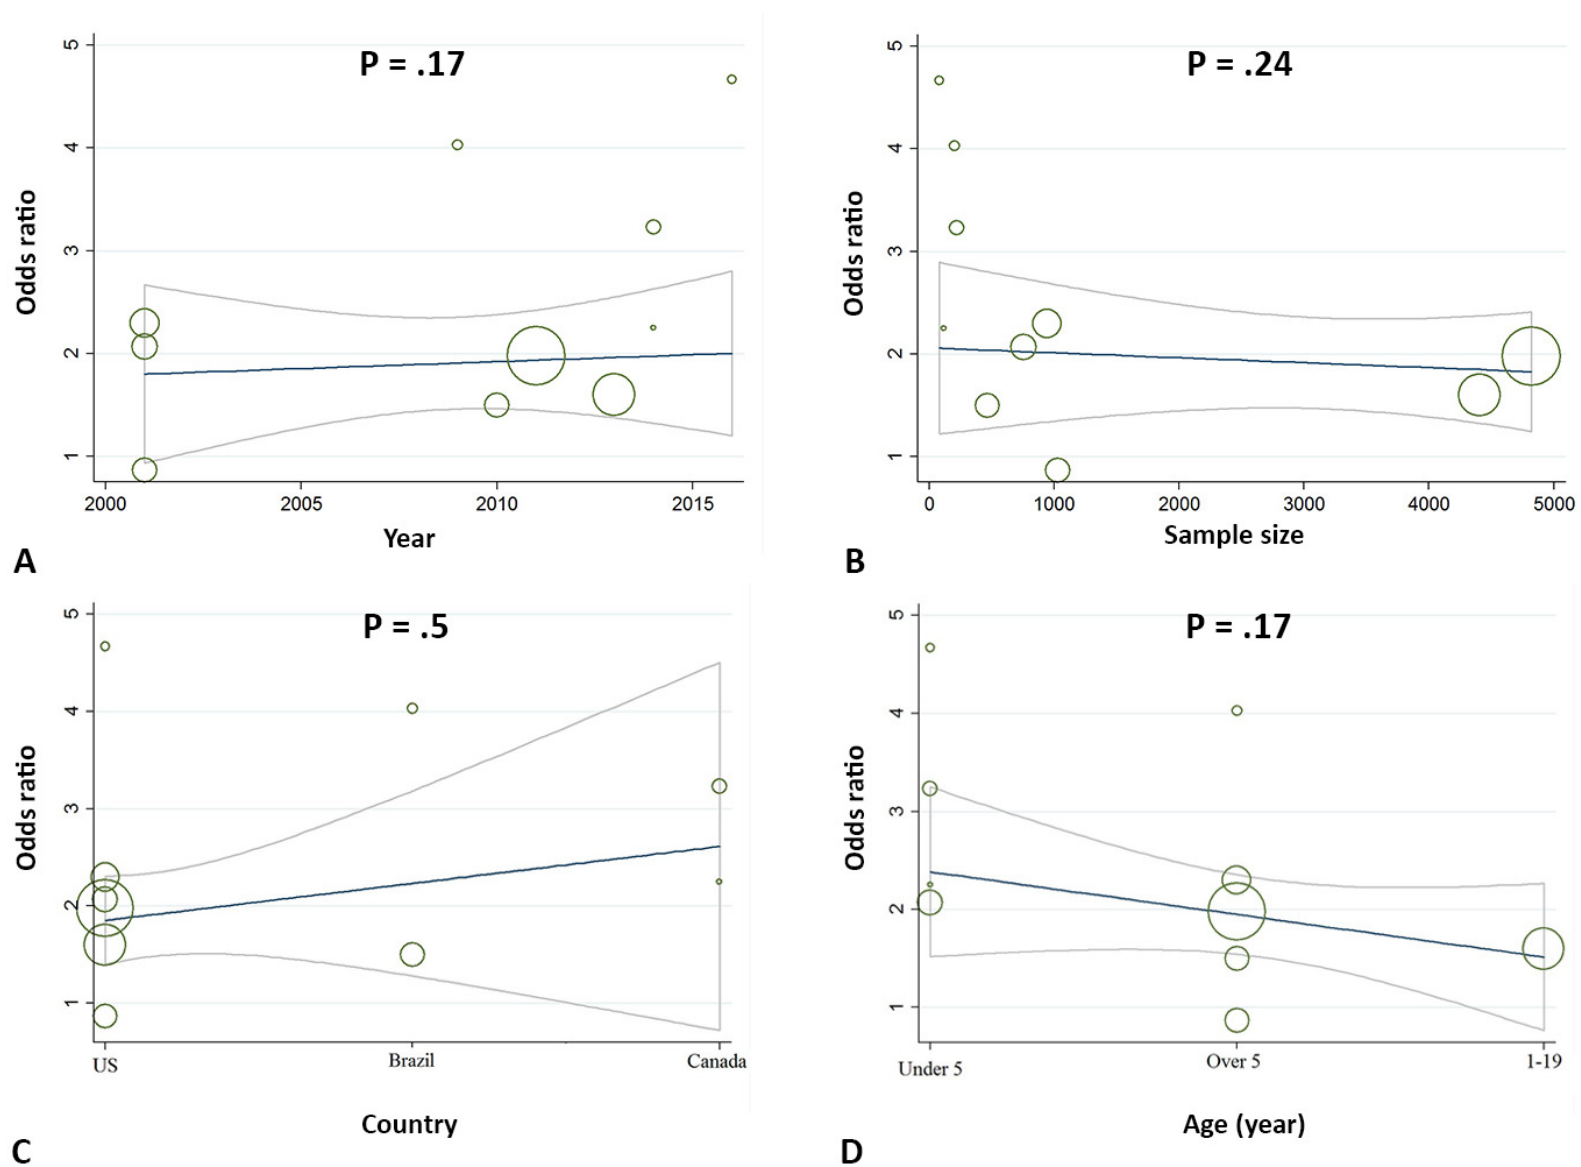 P = .17
5
4
3
2
1
Odds ratio
2000 2005 2010 2015
Year
A
P = .24
5
4
3
2
1
Odds ratio
0 1000 2000 3000 4000 5000
Sample size
B
P = .5
5
4
3
2
1
Odds ratio
US Brazil Canada
Country
C
P = .17
5
4
3
2
1
Odds ratio
Under 5 Over 5 1-19
Age (year)
D